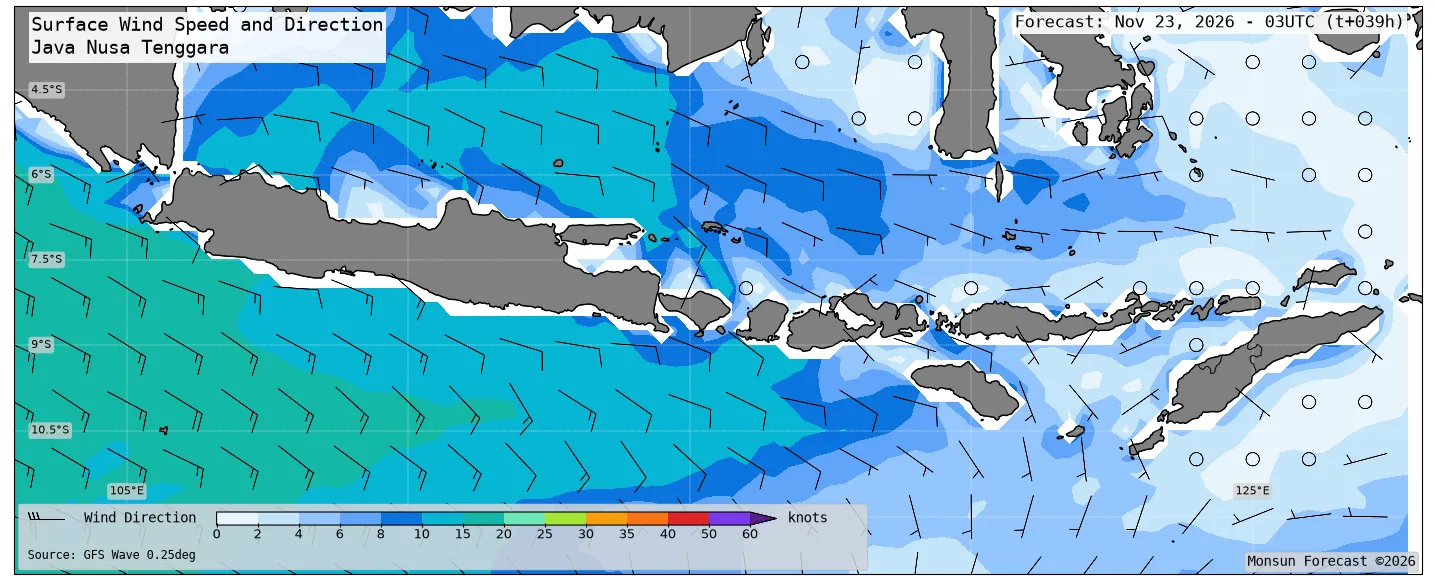 Surface Wind Speed and Direction
Java Nusa Tenggara
Forecast: Nov 23, 2026 - 03UTC (t+039h)
4.5°S
6°S
7.5°S
9°S
10.5°S
105°E
125°E
Wind Direction
0 2 4 6 8 10 15 20 25 30 35 40 50 60
knots
Source: GFS Wave 0.25deg
Monsun Forecast ©2026